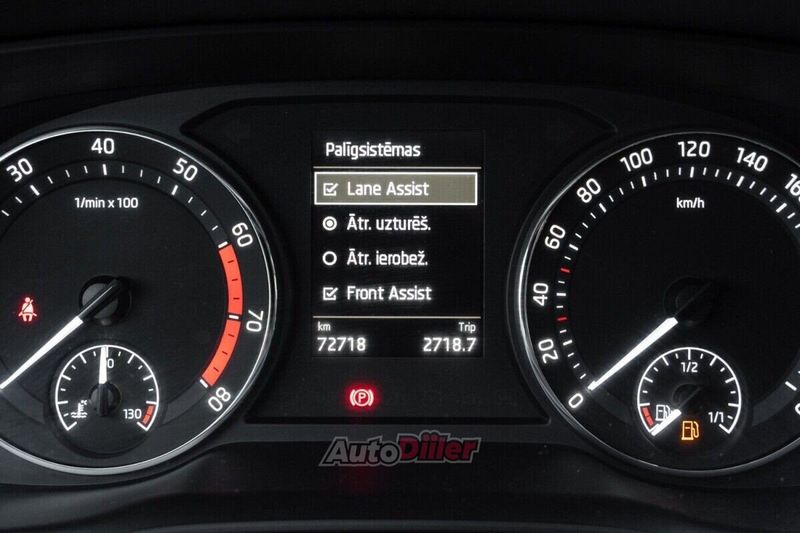 30
40
50
60
70
80
1/min x 100
130
Palīgsistēmas
Lane Assist
Ātr. uzturēš.
Ātr. ierobež.
Front Assist
km
Trip
72718
2718.7
P
0
20
40
60
80
100
120
140
km/h
1/2
1/1
AutoDiiler